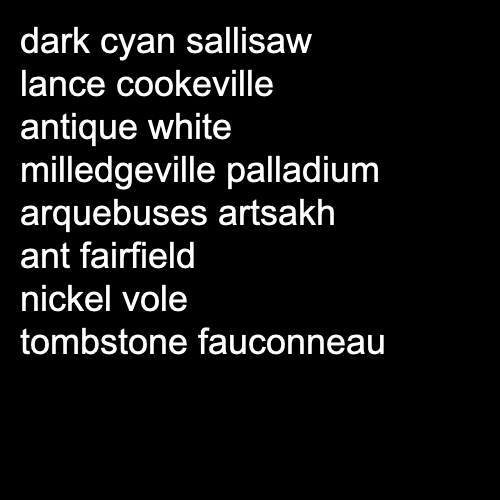 dark cyan sallisaw
lance cookeville
antique white
milledgeville palladium
arquebuses artsakh
ant fairfield
nickel vole
tombstone fauconneau